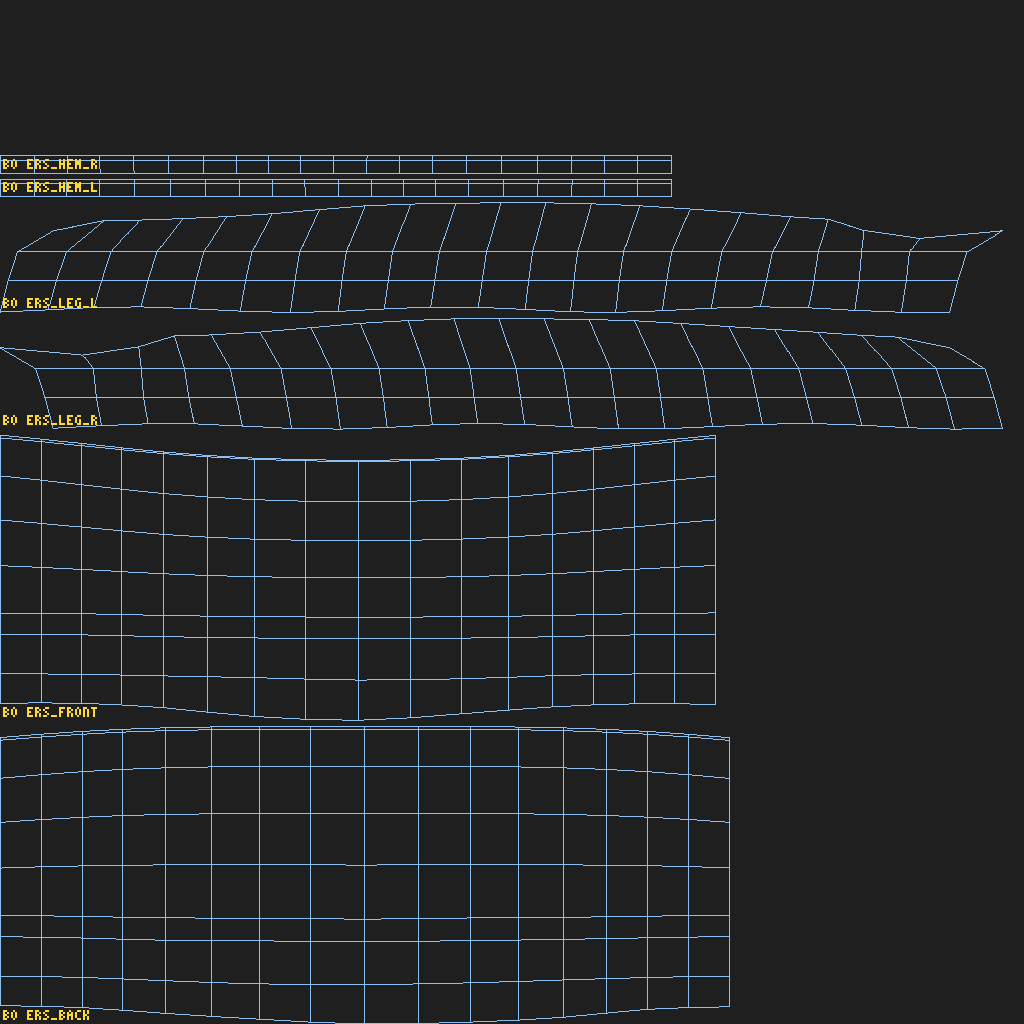 BO ERS_HEM_R
BO ERS_HEM_L
BO ERS_LEG_L
BO ERS_LEG_R
BO ERS_FRONT
BO ERS_BACK